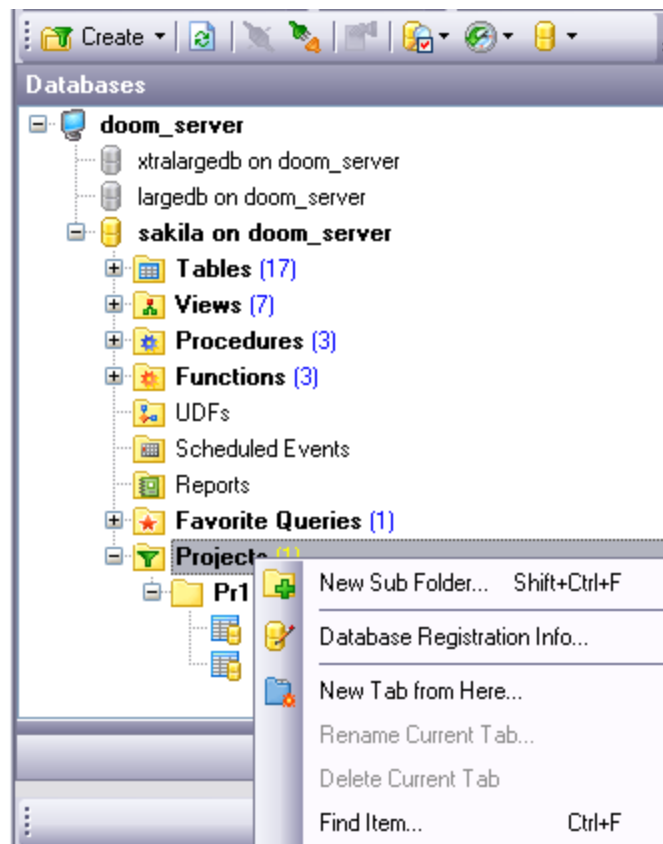 Create
Databases
doom_server
xtralargedb on doom_server
largedb on doom_server
sakila on doom_server
Tables (17)
Views (7)
Procedures (3)
Functions (3)
UDFs
Scheduled Events
Reports
Favorite Queries (1)
Projects (1)
Pr1
New Sub Folder... Shift+Ctrl+F
Database Registration Info...
New Tab from Here...
Rename Current Tab...
Delete Current Tab
Find Item... Ctrl+F